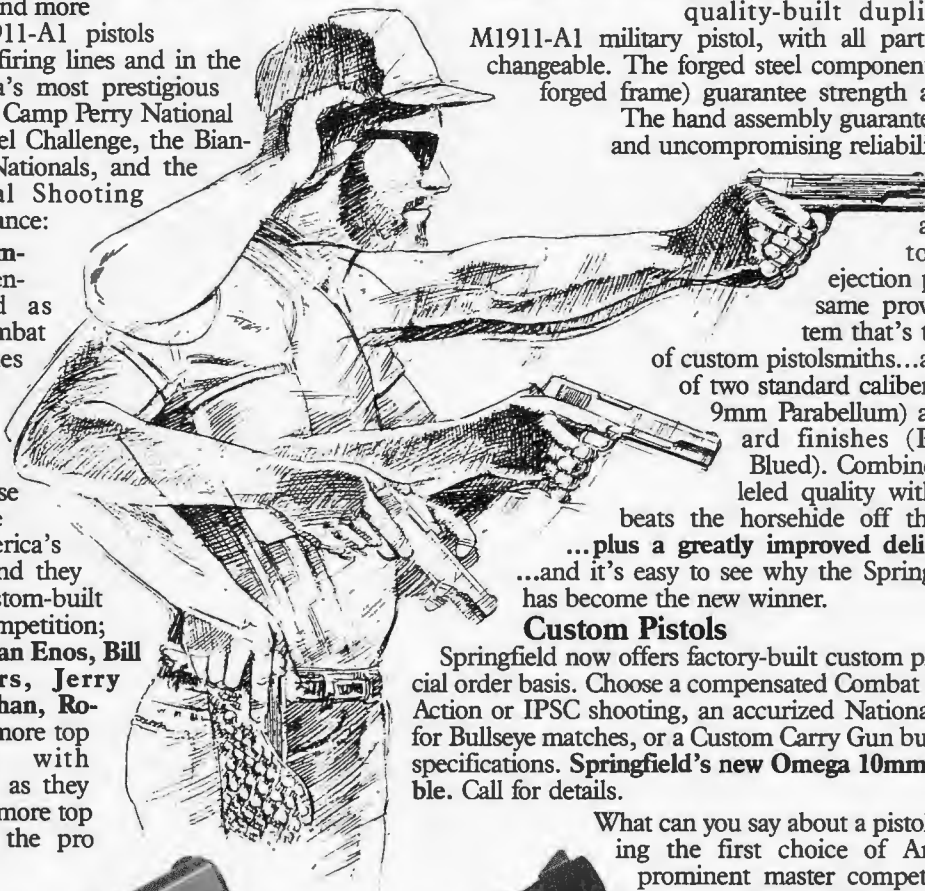 nd more
911-A1 pistols
firing lines and in the
a's most prestigious
Camp Perry National
el Challenge, the Bian-
Nationals, and the
al Shooting
ance:
m-
en-
d as
mbat
es
se
e
erica's
nd they
stom-built
mpetition;
an Enos, Bill
rs, Jerry
han, Ro-
more top
with
as they
more top
the pro
quality-built dupli
M1911-A1 military pistol, with all part
changeable. The forged steel component
forged frame) guarantee strength a
The hand assembly guarante
and uncompromising reliabili
a
to
ejection p
same prov
tem that's t
of custom pistolsmiths...a
of two standard caliber
9mm Parabellum) a
ard finishes (P
Blued). Combin
leled quality with
beats the horsehide off th
...plus a greatly improved deli
...and it's easy to see why the Spring
has become the new winner.
Custom Pistols
Springfield now offers factory-built custom p
cial order basis. Choose a compensated Combat
Action or IPSC shooting, an accurized Nationa
for Bullseye matches, or a Custom Carry Gun bu
specifications. Springfield's new Omega 10mm
ble. Call for details.
What can you say about a pistol
ing the first choice of Am
prominent master compet